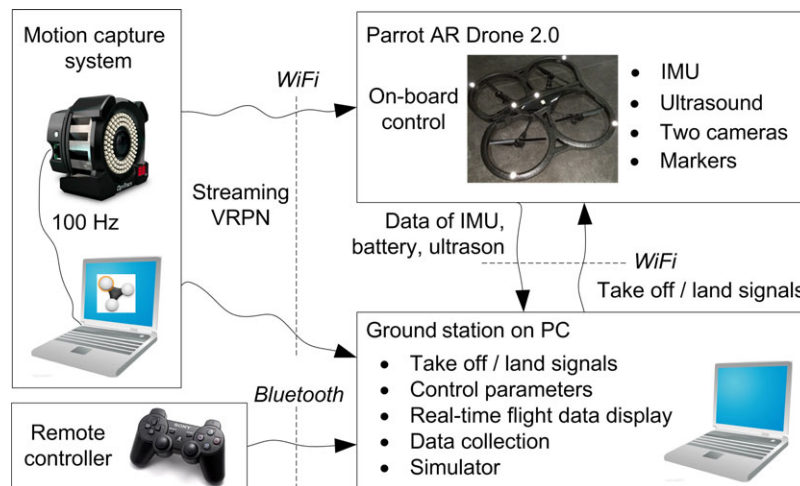 Motion capture
system
100 Hz
WiFi
Streaming
VRPN
Parrot AR Drone 2.0
On-board
control
• IMU
• Ultrasound
• Two cameras
• Markers
Data of IMU,
battery, ultrason
WiFi
Take off / land signals
Ground station on PC
• Take off / land signals
• Control parameters
• Real-time flight data display
• Data collection
• Simulator
Bluetooth
Remote
controller
SONY